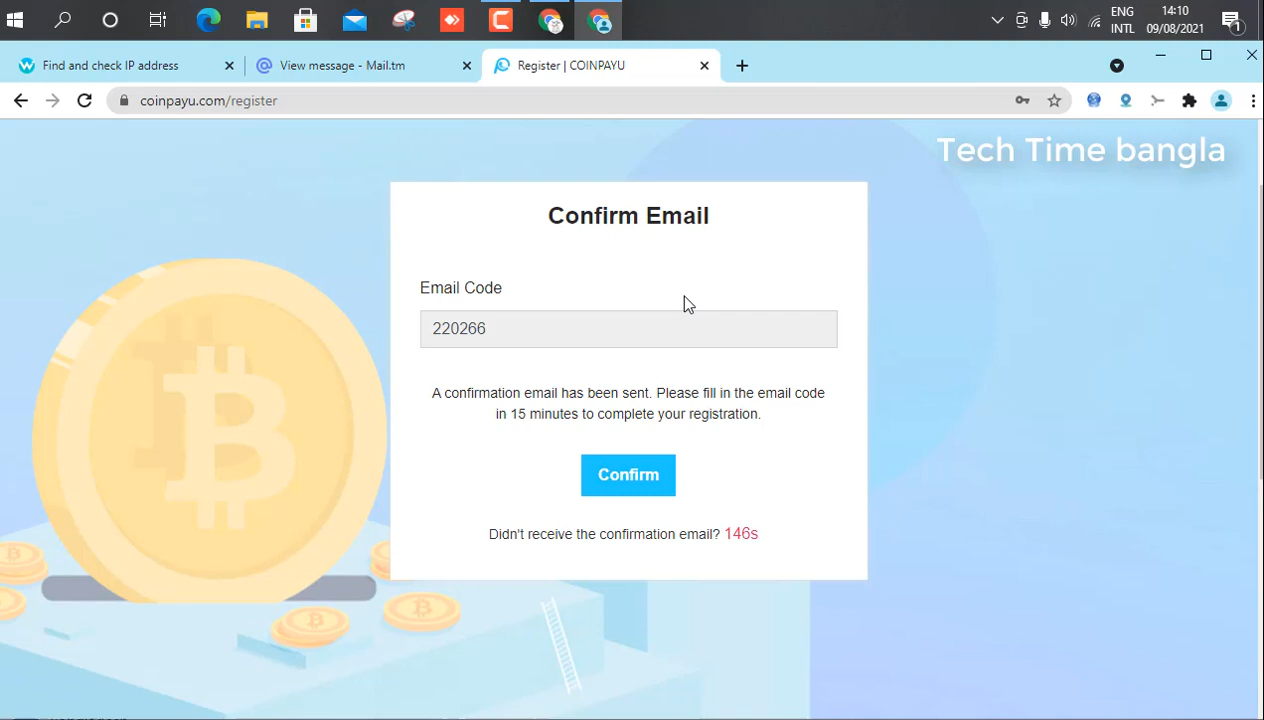 ENG
14:10
INTL
09/08/2021
1
Find and check IP address
View message - Mail.tm
Register | COINPAYU
coinpayu.com/register
Tech Time bangla
Confirm Email
Email Code
220266
A confirmation email has been sent. Please fill in the email code
in 15 minutes to complete your registration.
Confirm
Didn't receive the confirmation email? 146s